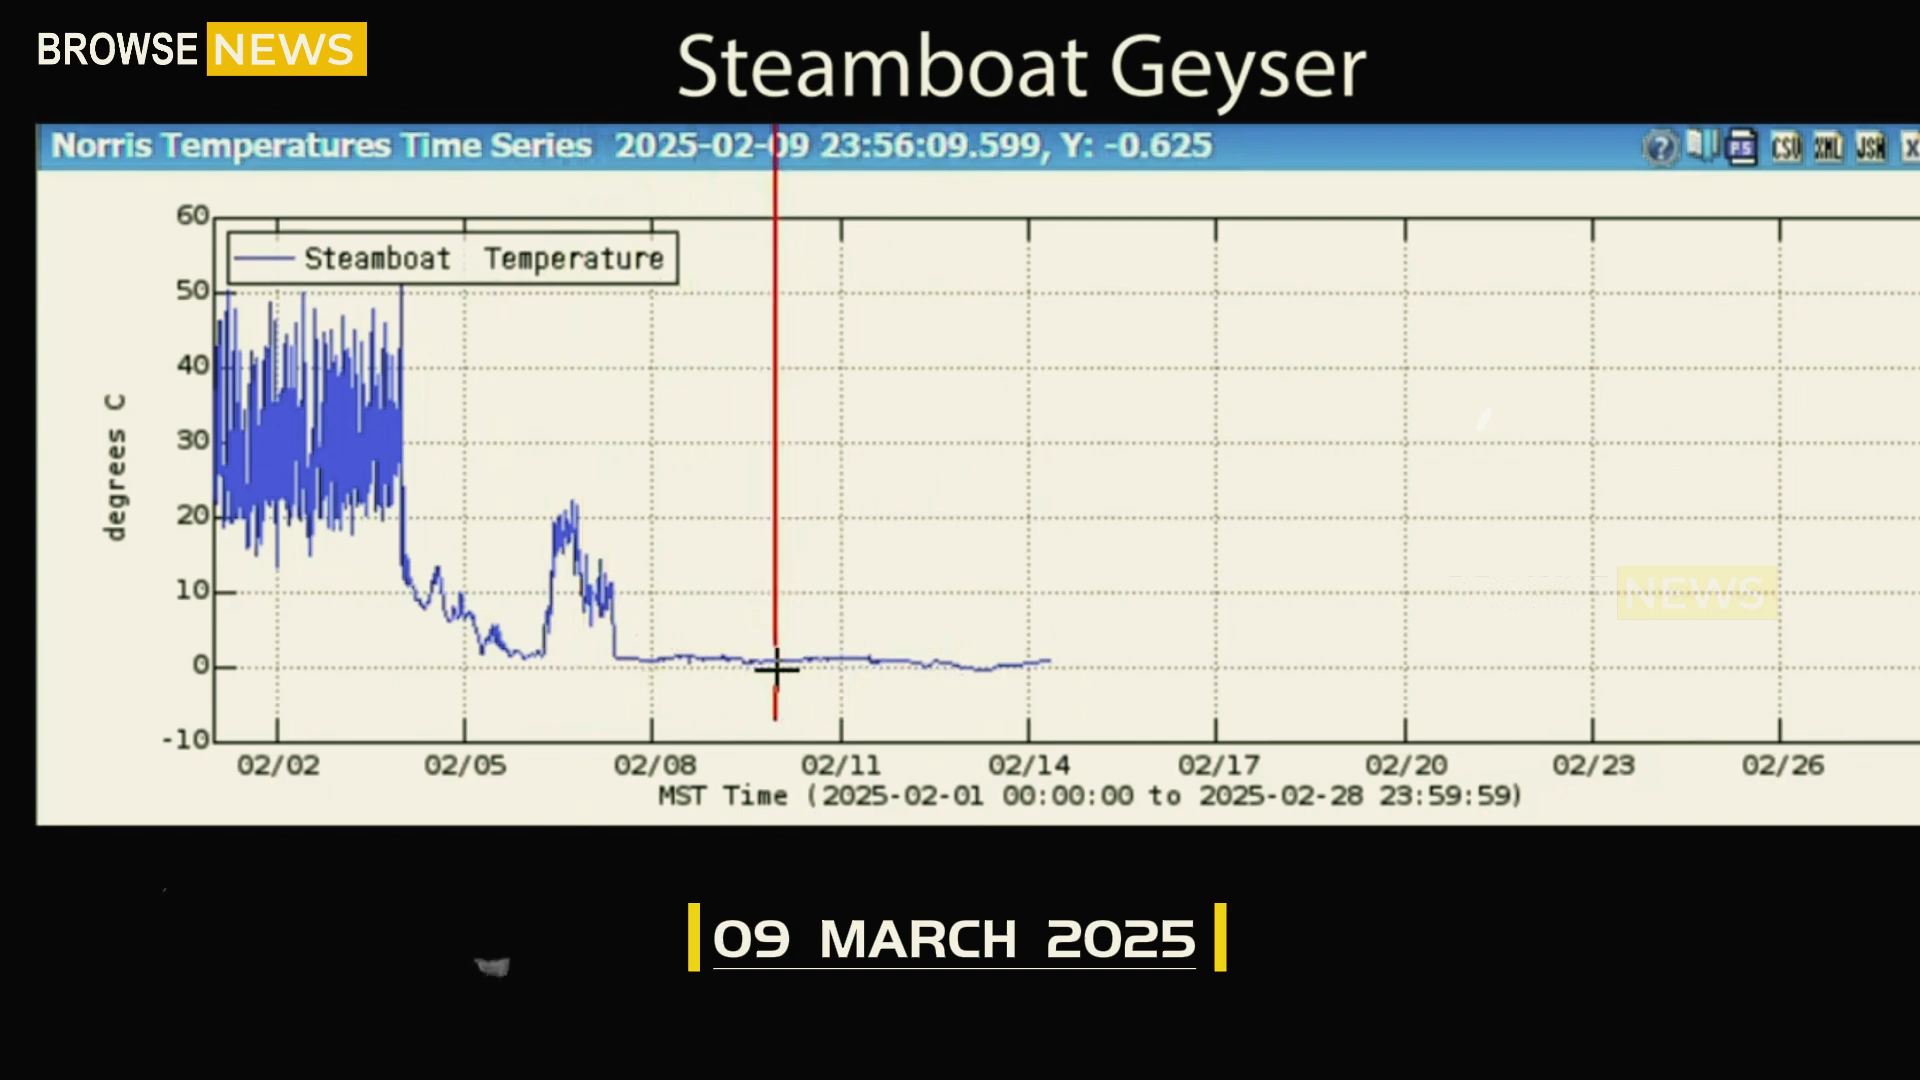 BROWSE NEWS
Steamboat Geyser
Norris Temperatures Time Series 2025-02-09 23:56:09.599, Y: -0.625
? PS CSV XML JSN X
60
Steamboat Temperature
50
40
30
20
10
0
-10
degrees C
02/02 02/05 02/08 02/11 02/14 02/17 02/20 02/23 02/26
MST Time (2025-02-01 00:00:00 to 2025-02-28 23:59:59)
NEWS
09 MARCH 2025